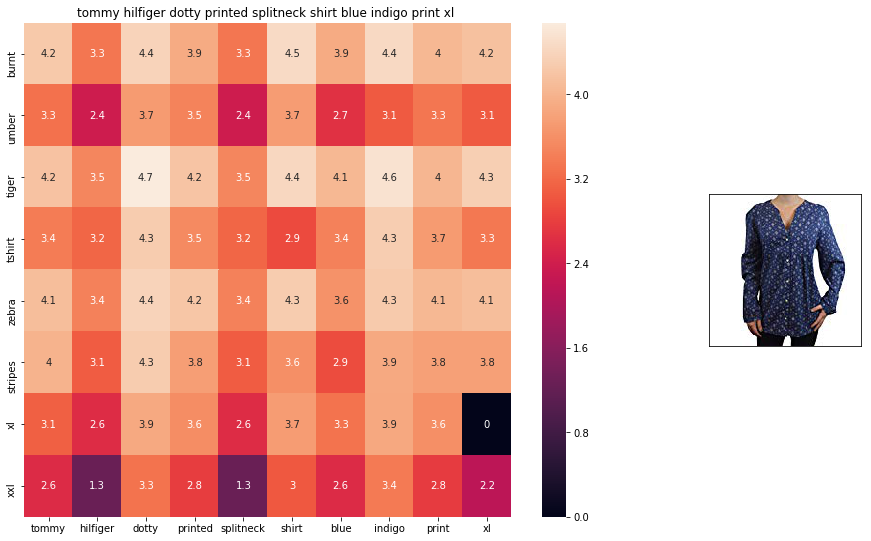 tommy hilfiger dotty printed splitneck shirt blue indigo print xl
burnt 4.2 3.3 4.4 3.9 3.3 4.5 3.9 4.4 4 4.2
umber 3.3 2.4 3.7 3.5 2.4 3.7 2.7 3.1 3.3 3.1
tiger 4.2 3.5 4.7 4.2 3.5 4.4 4.1 4.6 4 4.3
tshirt 3.4 3.2 4.3 3.5 3.2 2.9 3.4 4.3 3.7 3.3
zebra 4.1 3.4 4.4 4.2 3.4 4.3 3.6 4.3 4.1 4.1
stripes 4 3.1 4.3 3.8 3.1 3.6 2.9 3.9 3.8 3.8
xl 3.1 2.6 3.9 3.6 2.6 3.7 3.3 3.9 3.6 0
xxl 2.6 1.3 3.3 2.8 1.3 3 2.6 3.4 2.8 2.2
tommy hilfiger dotty printed splitneck shirt blue indigo print xl
4.0
3.2
2.4
1.6
0.8
0.0